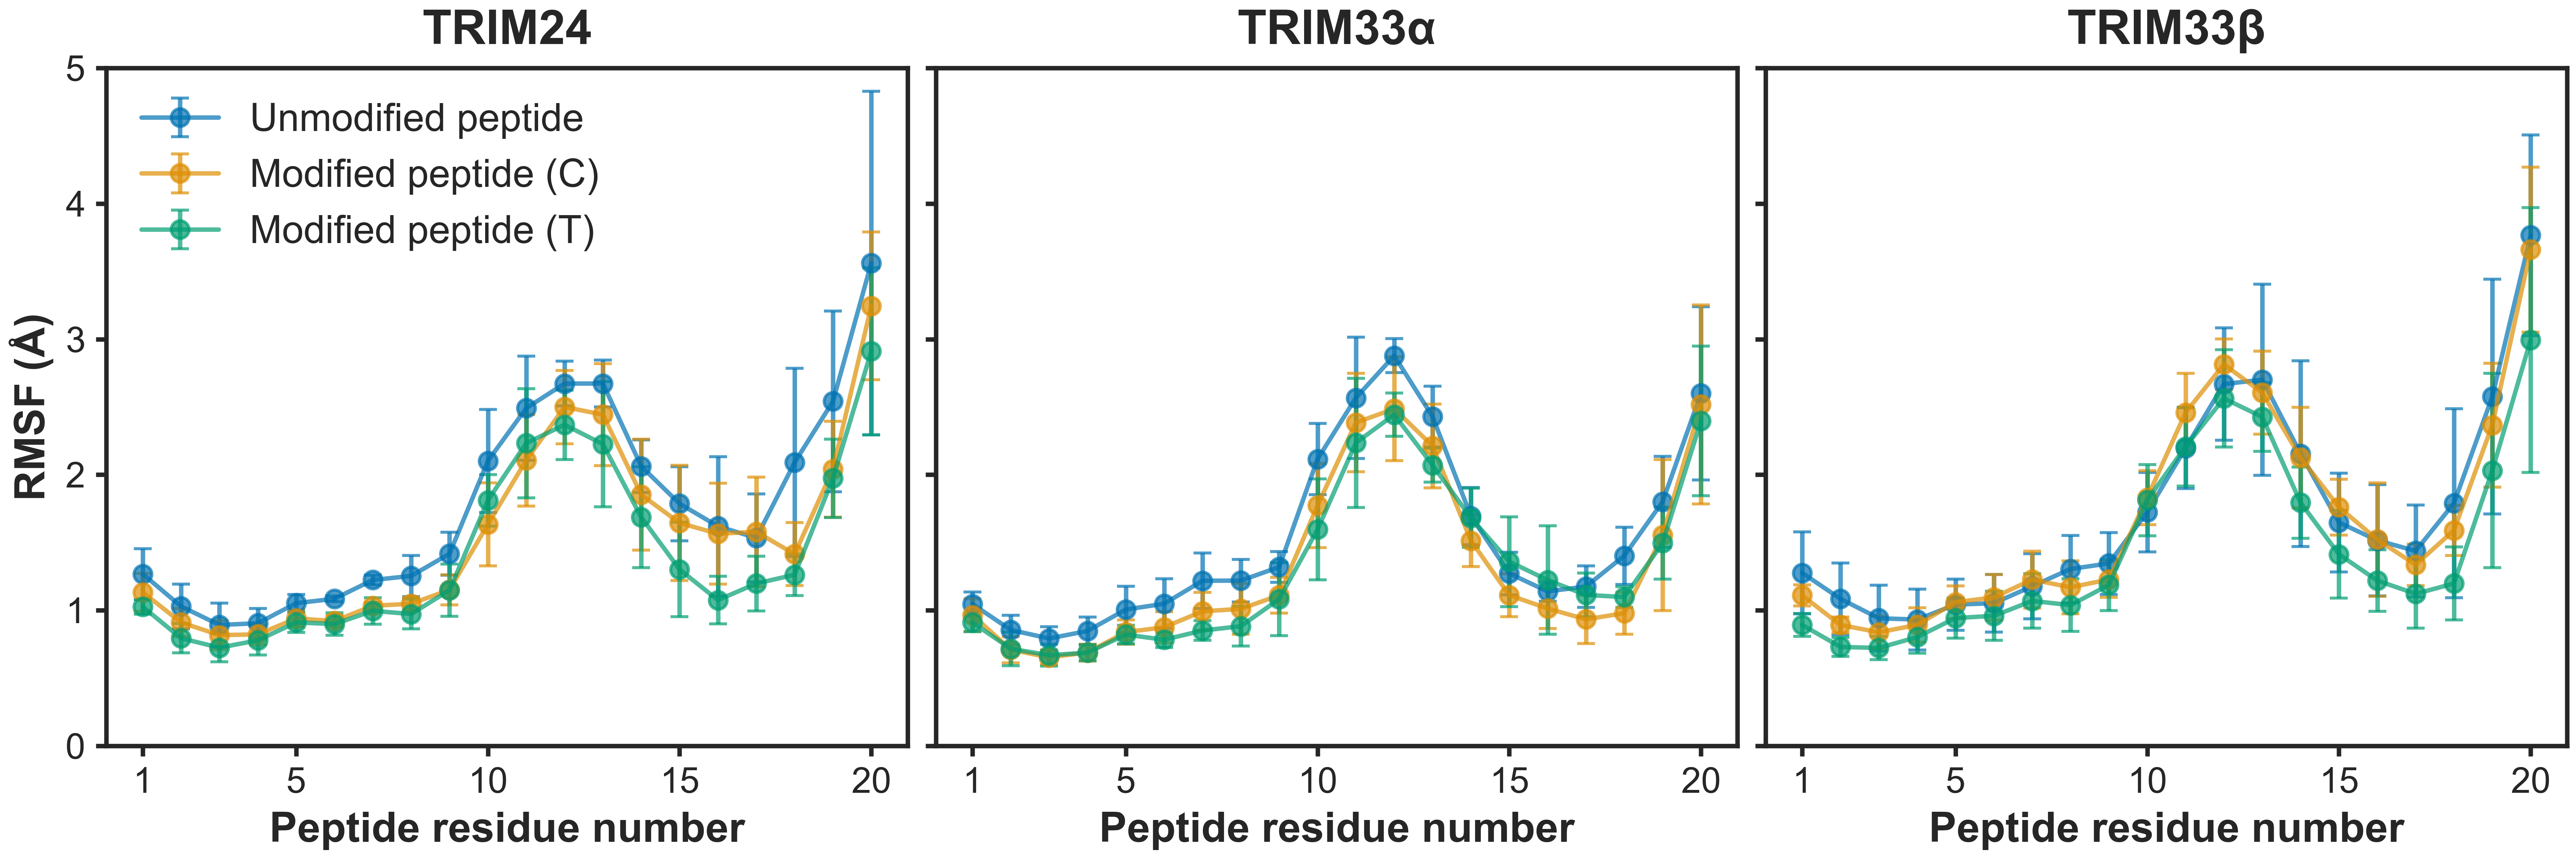 TRIM24
TRIM33α
TRIM33β
RMSF (Å)
5
4
3
2
1
0
Unmodified peptide
Modified peptide (C)
Modified peptide (T)
1 5 10 15 20
1 5 10 15 20
1 5 10 15 20
Peptide residue number
Peptide residue number
Peptide residue number